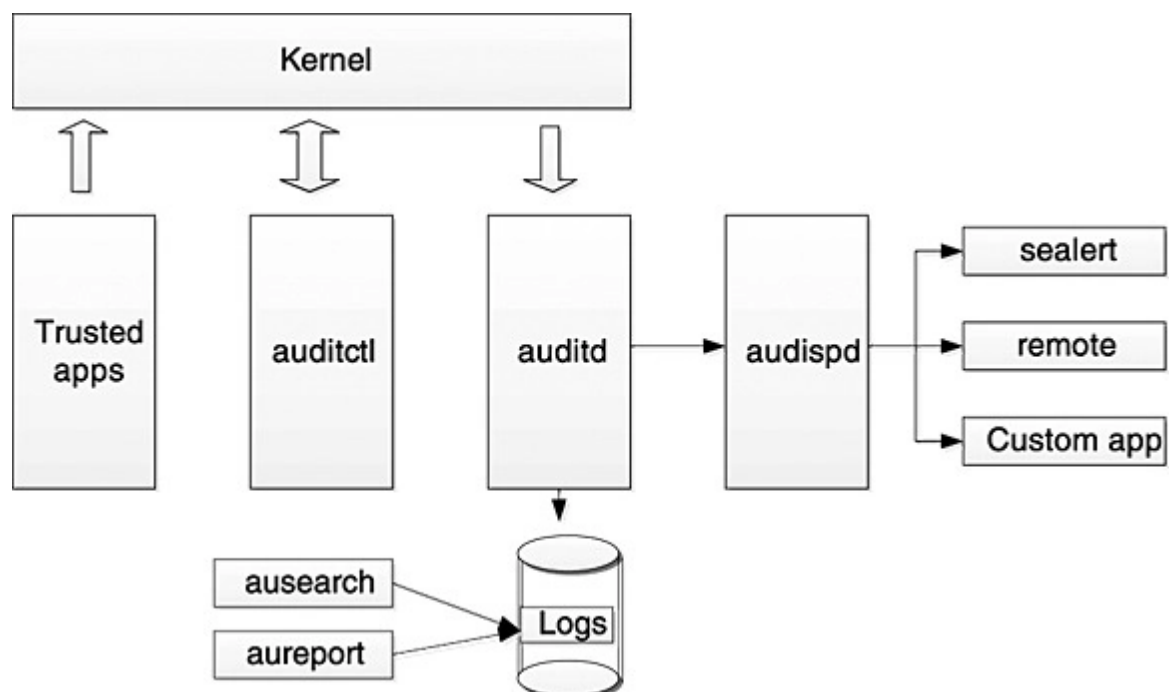 Kernel
Trusted
apps
auditctl
auditd
audispd
sealert
remote
Custom app
ausearch
aureport
Logs